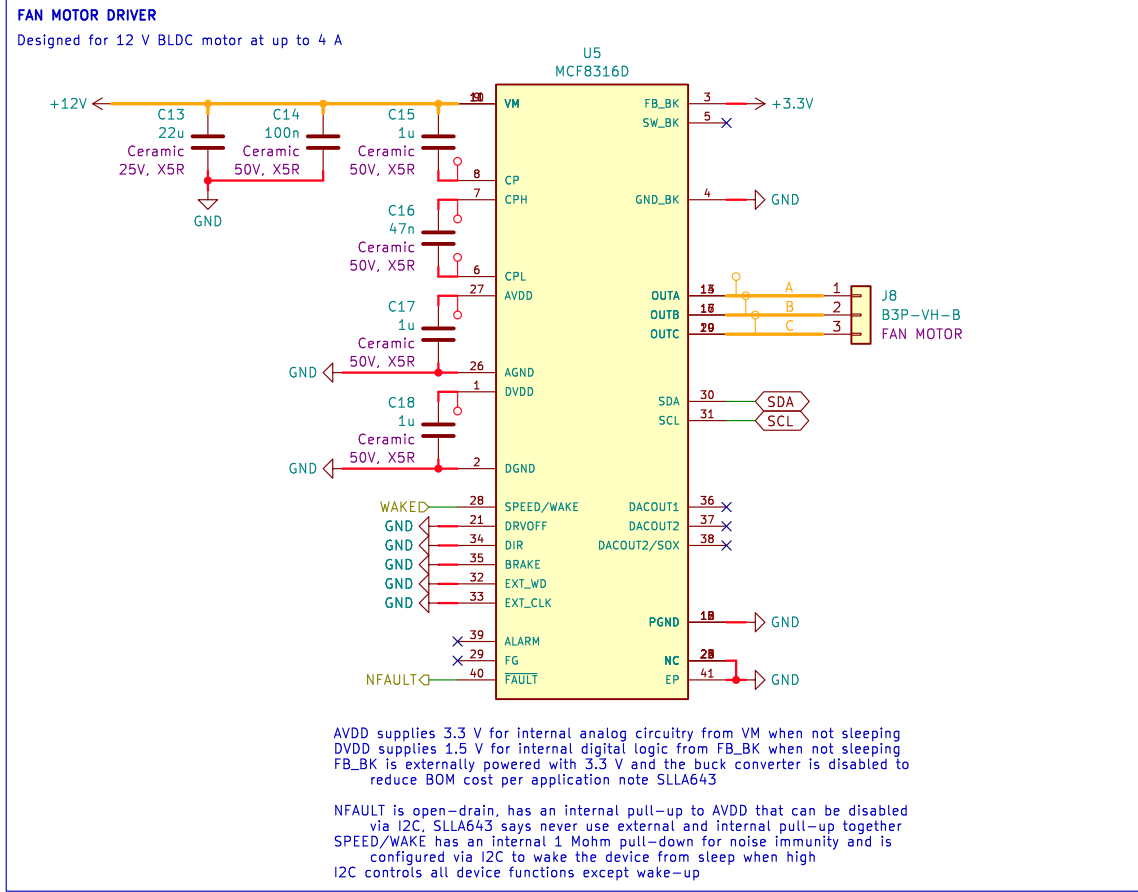 FAN MOTOR DRIVER
Designed for 12 V BLDC motor at up to 4 A
U5
MCF8316D
+12V
VM
C13
22u
Ceramic
25V, X5R
C14
100n
Ceramic
50V, X5R
C15
1u
Ceramic
50V, X5R
GND
8 CP
7 CPH
C16
47n
Ceramic
50V, X5R
6 CPL
27 AVDD
C17
1u
Ceramic
50V, X5R
GND 26 AGND
1 DVDD
C18
1u
Ceramic
50V, X5R
GND 2 DGND
WAKE 28 SPEED/WAKE
GND 21 DRVOFF
GND 34 DIR
GND 35 BRAKE
GND 32 EXT_WD
GND 33 EXT_CLK
39 ALARM
29 FG
NFAULT 40 FAULT
FB_BK 3 +3.3V
SW_BK 5
GND_BK 4 GND
OUTA A 1
OUTB B 2
OUTC C 3
J8
B3P-VH-B
FAN MOTOR
SDA 30 SDA
SCL 31 SCL
DACOUT1 36
DACOUT2 37
DACOUT2/SOX 38
PGND GND
NC
EP 41 GND
AVDD supplies 3.3 V for internal analog circuitry from VM when not sleeping
DVDD supplies 1.5 V for internal digital logic from FB_BK when not sleeping
FB_BK is externally powered with 3.3 V and the buck converter is disabled to
reduce BOM cost per application note SLLA643
NFAULT is open-drain, has an internal pull-up to AVDD that can be disabled
via I2C, SLLA643 says never use external and internal pull-up together
SPEED/WAKE has an internal 1 Mohm pull-down for noise immunity and is
configured via I2C to wake the device from sleep when high
I2C controls all device functions except wake-up